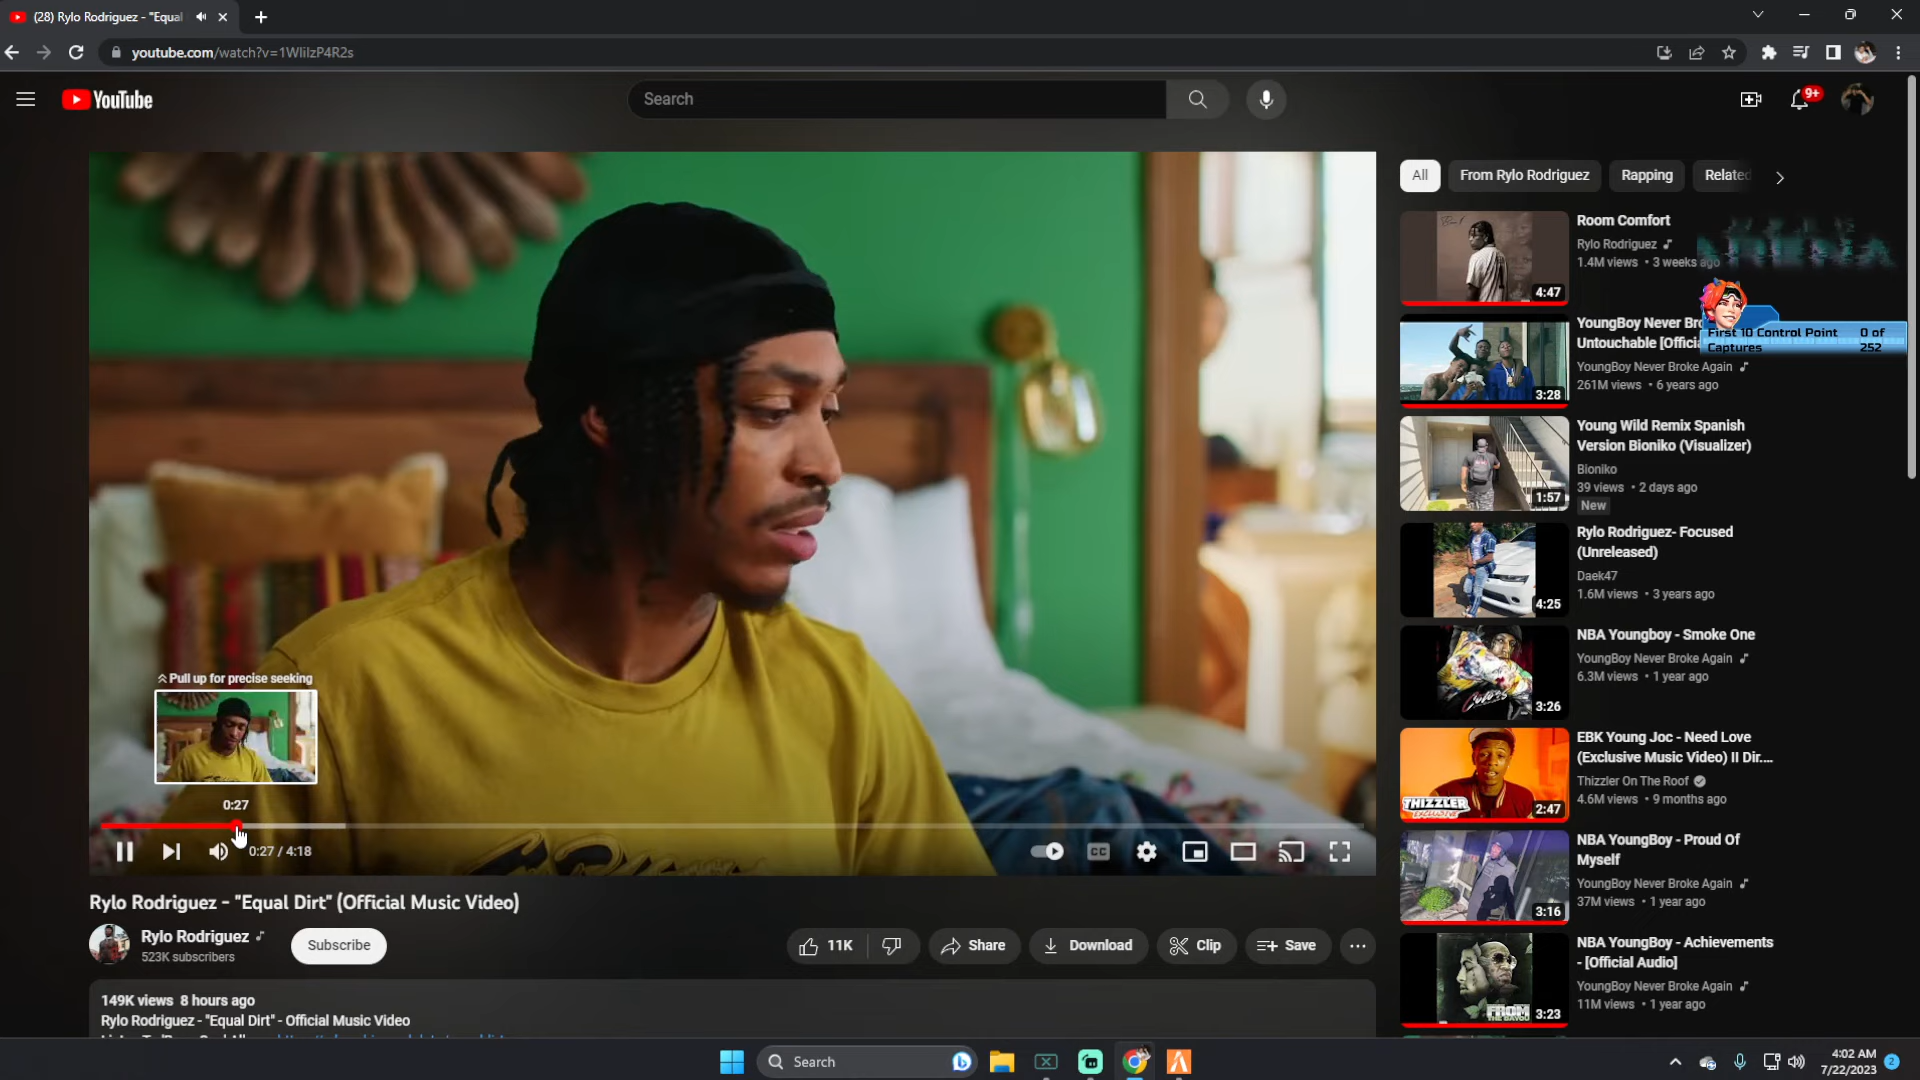 (28) Rylo Rodriguez - "Equal
youtube.com/watch?v=1WliIzP4R2s
YouTube
Search
9+
All
From Rylo Rodriguez
Rapping
Related
Room Comfort
Rylo Rodriguez
1.4M views • 3 weeks ago
4:47
YoungBoy Never Br
Untouchable [Offici
YoungBoy Never Broke Again
261M views • 6 years ago
3:28
First 10 Control Point
Captures
0 of
252
Young Wild Remix Spanish
Version Bioniko (Visualizer)
Bioniko
39 views • 2 days ago
New
1:57
Rylo Rodriguez- Focused
(Unreleased)
Daek47
1.6M views • 3 years ago
4:25
NBA Youngboy - Smoke One
YoungBoy Never Broke Again
6.3M views • 1 year ago
3:26
EBK Young Joc - Need Love
(Exclusive Music Video) II Dir....
Thizzler On The Roof
4.6M views • 9 months ago
THIZZLER
EXCLUSIVE
2:47
NBA YoungBoy - Proud Of
Myself
YoungBoy Never Broke Again
37M views • 1 year ago
3:16
NBA YoungBoy - Achievements
- [Official Audio]
YoungBoy Never Broke Again
11M views • 1 year ago
FROM
THE BAYOU
3:23
Pull up for precise seeking
0:27
0:27 / 4:18
CC
Rylo Rodriguez - "Equal Dirt" (Official Music Video)
Rylo Rodriguez
523K subscribers
Subscribe
11K
Share
Download
Clip
Save
149K views 8 hours ago
Rylo Rodriguez - "Equal Dirt" - Official Music Video
Search
4:02 AM
7/22/2023
2